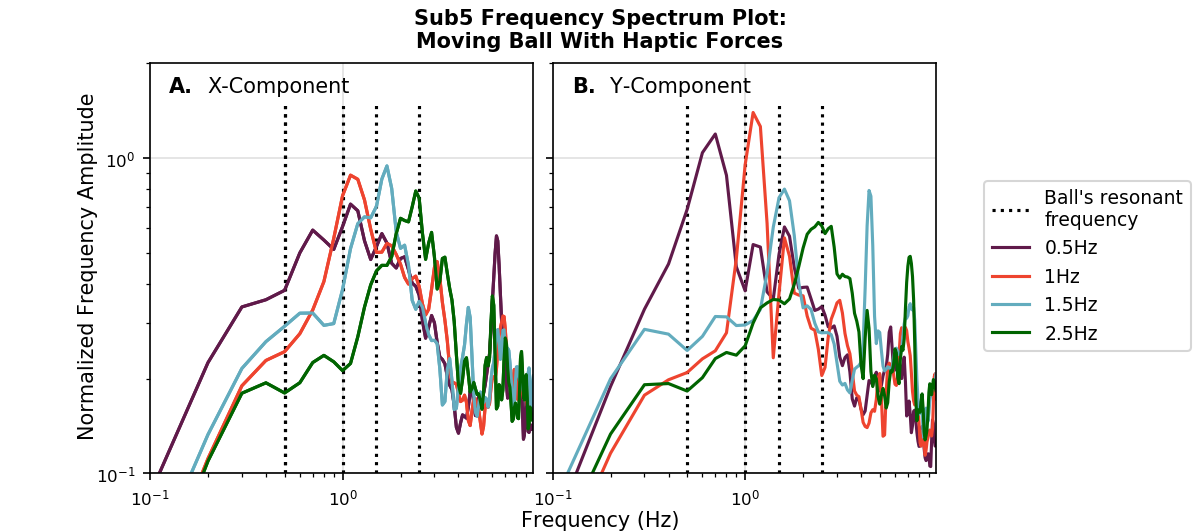 Sub5 Frequency Spectrum Plot:
Moving Ball With Haptic Forces
A. X-Component
B. Y-Component
Normalized Frequency Amplitude
10⁰
10⁻¹
10⁻¹ 10⁰
10⁻¹ 10⁰
Frequency (Hz)
Ball's resonant
frequency
0.5Hz
1Hz
1.5Hz
2.5Hz